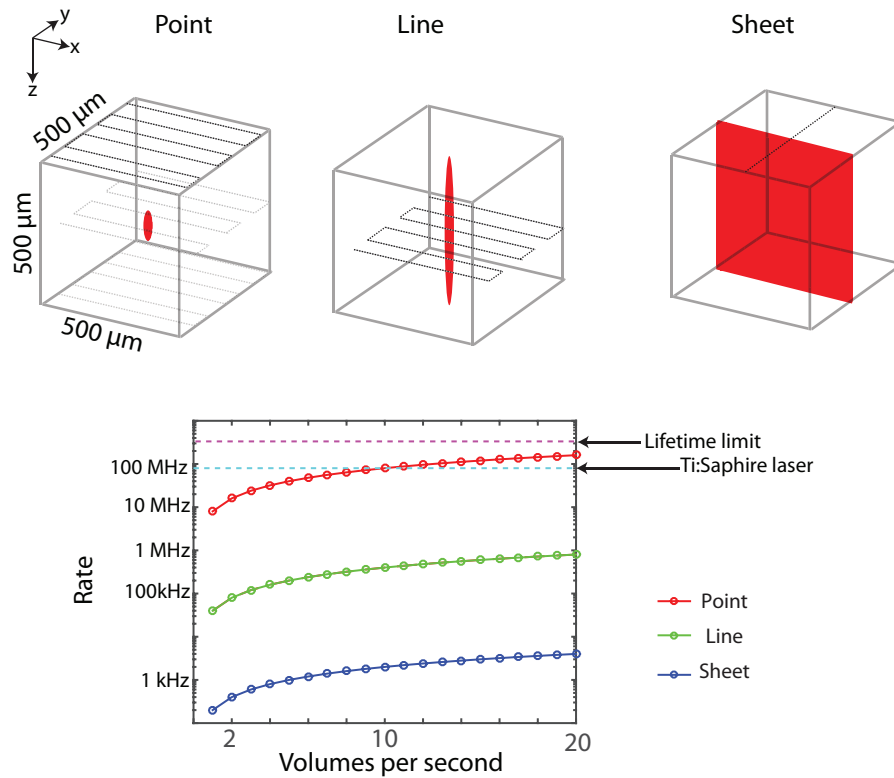 Point
Line
Sheet
y
x
z
500 µm
500 µm
500 µm
Lifetime limit
Ti:Saphire laser
100 MHz
10 MHz
1 MHz
100kHz
1 kHz
Rate
2
10
20
Volumes per second
Point
Line
Sheet